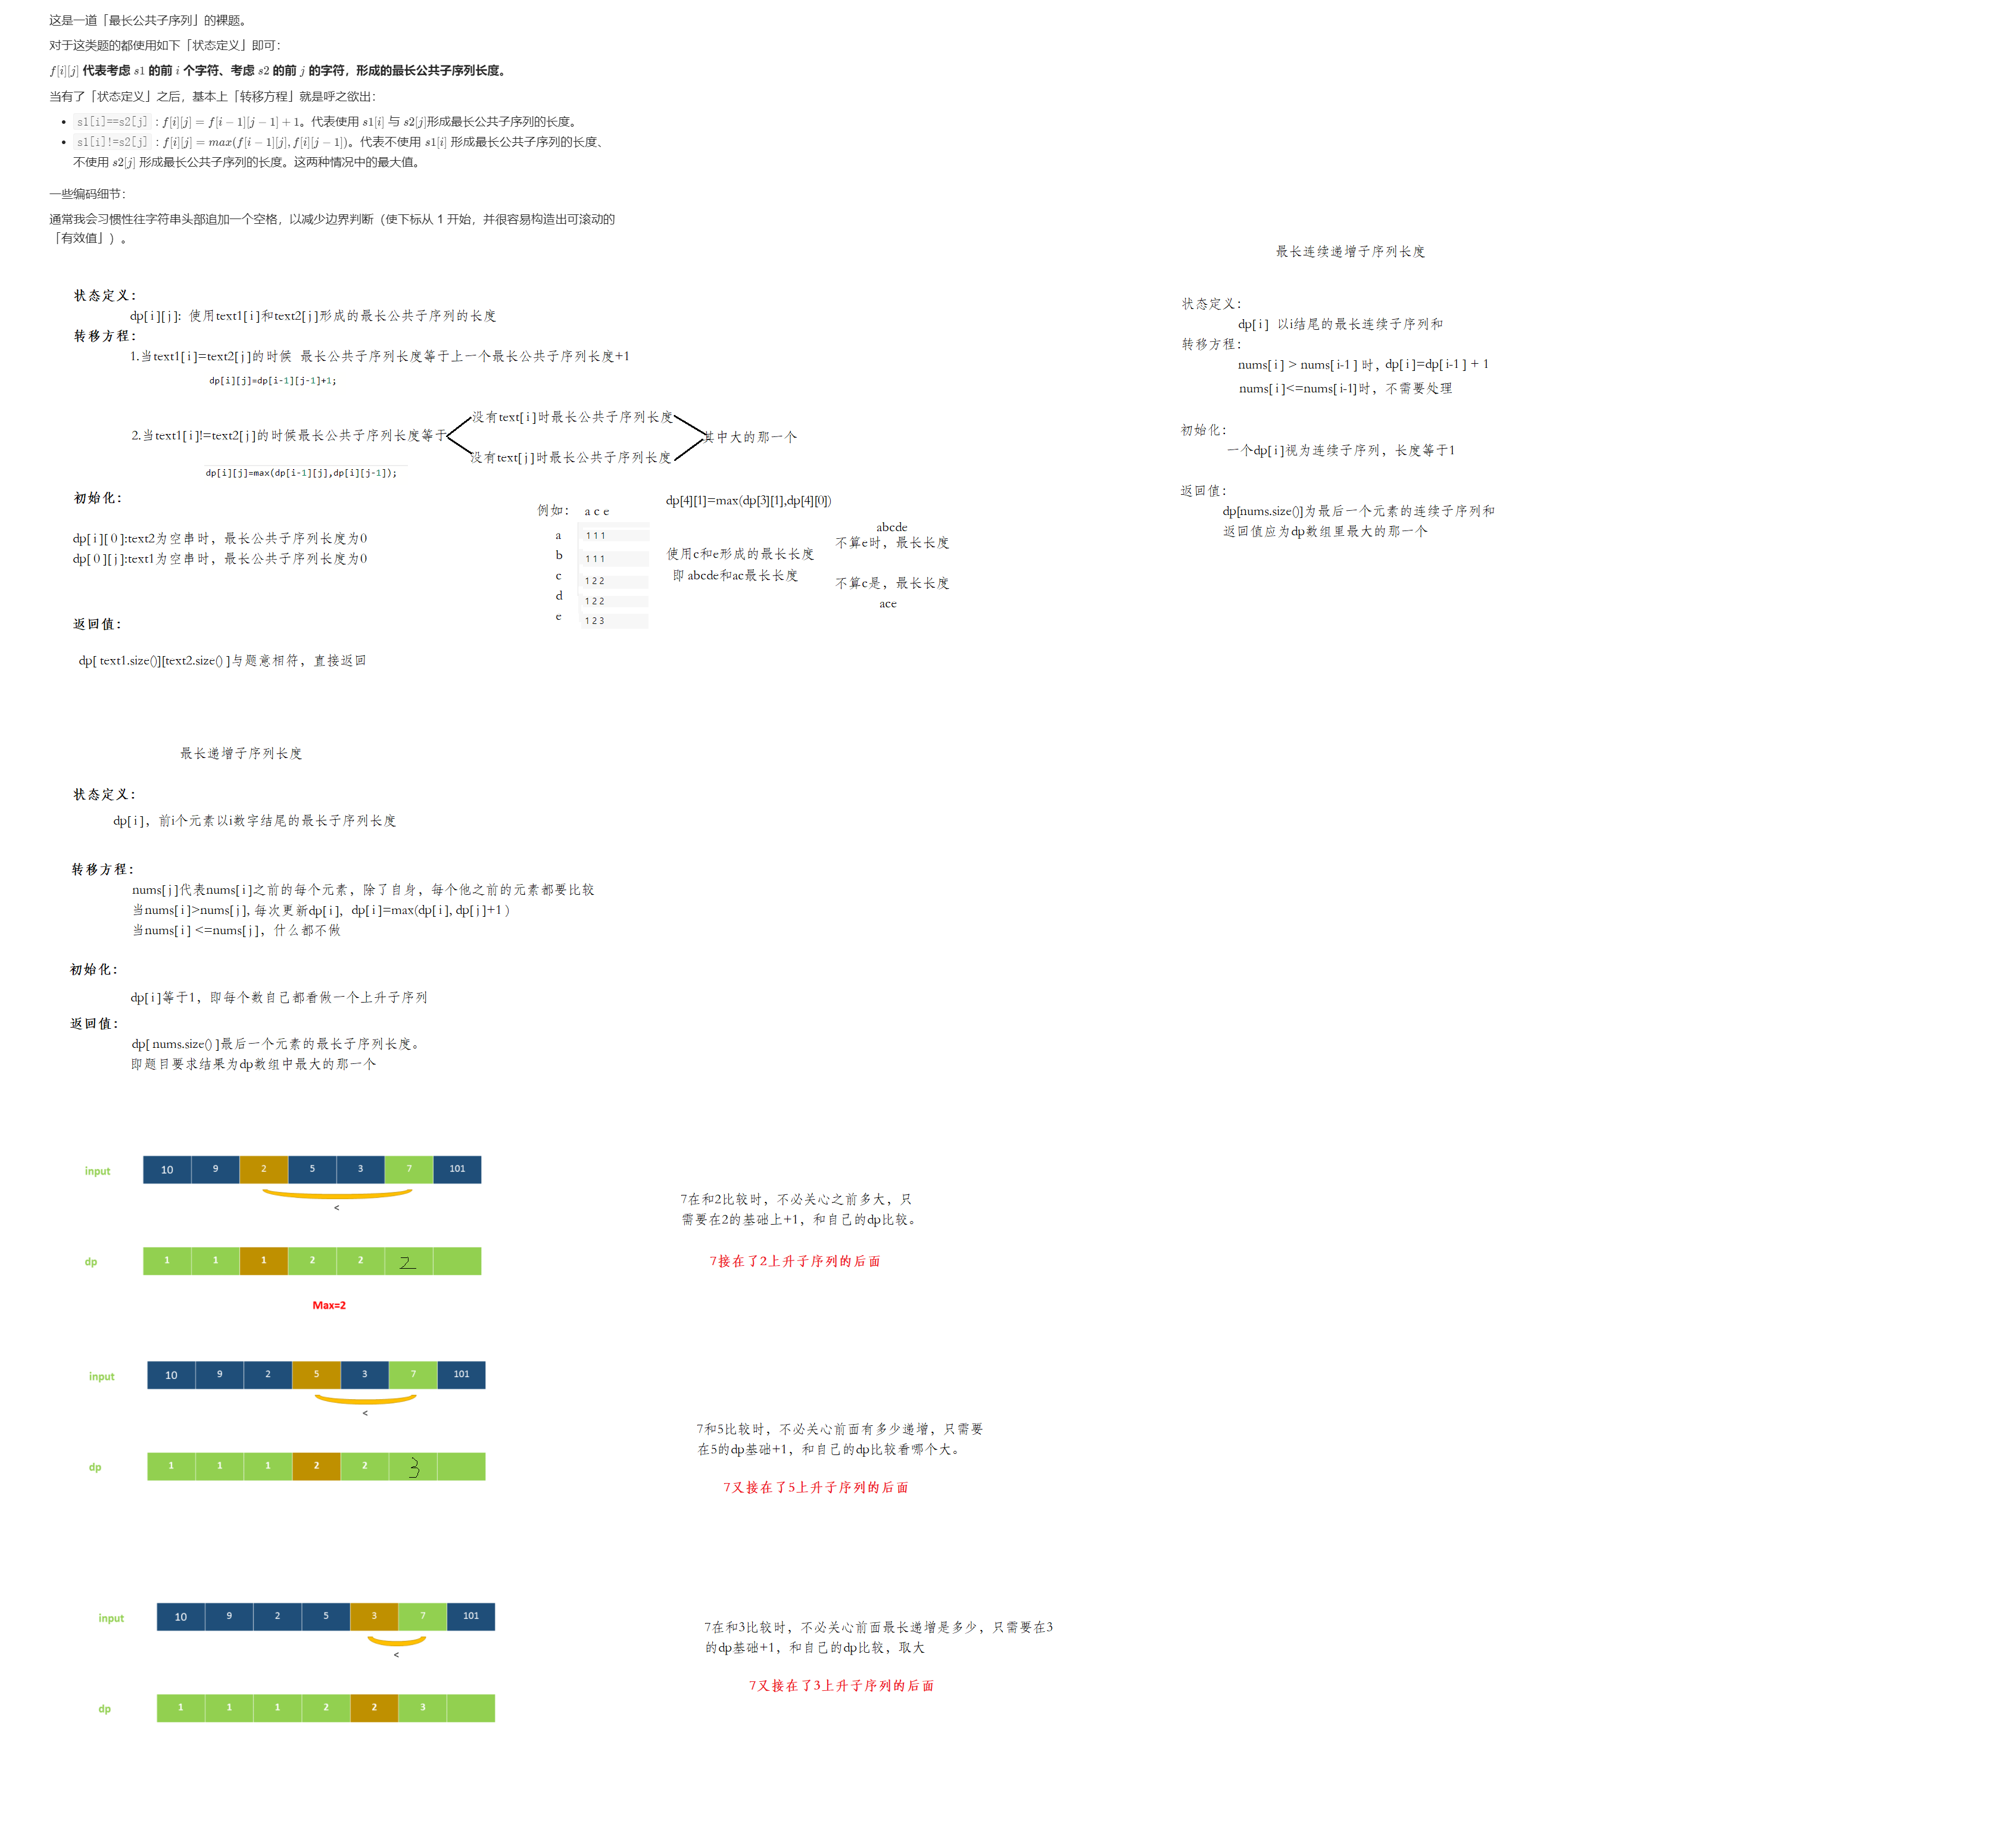 这是一道「最长公共子序列」的裸题。
对于这类题的都使用如下「状态定义」即可：
f[i][j] 代表考虑 s1 的前 i 个字符、考虑 s2 的前 j 的字符，形成的最长公共子序列长度。
当有了「状态定义」之后，基本上「转移方程」就是呼之欲出：
• s1[i]==s2[j] : f[i][j] = f[i − 1][j − 1] + 1。代表使用 s1[i] 与 s2[j]形成最长公共子序列的长度。
• s1[i]!=s2[j] : f[i][j] = max(f[i − 1][j], f[i][j − 1])。代表不使用 s1[i] 形成最长公共子序列的长度、
不使用 s2[j] 形成最长公共子序列的长度。这两种情况中的最大值。
一些编码细节：
通常我会习惯性往字符串头部追加一个空格，以减少边界判断（使下标从 1 开始，并很容易构造出可滚动的
「有效值」）。
状态定义：
dp[i][j]: 使用text1[i]和text2[j]形成的最长公共子序列的长度
转移方程：
1.当text1[i]=text2[j]的时候 最长公共子序列长度等于上一个最长公共子序列长度+1
dp[i][j]=dp[i-1][j-1]+1;
没有text[i]时最长公共子序列长度
2.当text1[i]!=text2[j]的时候最长公共子序列长度等于
其中大的那一个
没有text[j]时最长公共子序列长度
dp[i][j]=max(dp[i-1][j],dp[i][j-1]);
初始化：
dp[i][0]:text2为空串时，最长公共子序列长度为0
dp[0][j]:text1为空串时，最长公共子序列长度为0
例如： a c e
a 1 1 1
b 1 1 1
c 1 2 2
d 1 2 2
e 1 2 3
dp[4][1]=max(dp[3][1],dp[4][0])
使用c和e形成的最长长度
即 abcde和ac最长长度
abcde
不算e时，最长长度
不算c是，最长长度
ace
返回值：
dp[ text1.size()][text2.size() ]与题意相符，直接返回
最长连续递增子序列长度
状态定义：
dp[i] 以i结尾的最长连续子序列和
转移方程：
nums[i] > nums[i-1] 时，dp[i]=dp[i-1] + 1
nums[i]<=nums[i-1]时，不需要处理
初始化：
一个dp[i]视为连续子序列，长度等于1
返回值：
dp[nums.size()]为最后一个元素的连续子序列和
返回值应为dp数组里最大的那一个
最长递增子序列长度
状态定义：
dp[i]，前i个元素以i数字结尾的最长子序列长度
转移方程：
nums[j]代表nums[i]之前的每个元素，除了自身，每个他之前的元素都要比较
当nums[i]>nums[j], 每次更新dp[i], dp[i]=max(dp[i], dp[j]+1 )
当nums[i] <=nums[j]，什么都不做
初始化：
dp[i]等于1，即每个数自己都看做一个上升子序列
返回值：
dp[ nums.size() ]最后一个元素的最长子序列长度。
即题目要求结果为dp数组中最大的那一个
input 10 9 2 5 3 7 101
<
dp 1 1 1 2 2 2
Max=2
7在和2比较时，不必关心之前多大，只
需要在2的基础上+1，和自己的dp比较。
7接在了2上升子序列的后面
input 10 9 2 5 3 7 101
<
dp 1 1 1 2 2 3
7和5比较时，不必关心前面有多少递增，只需要
在5的dp基础+1，和自己的dp比较看哪个大。
7又接在了5上升子序列的后面
input 10 9 2 5 3 7 101
<
dp 1 1 1 2 2 3
7在和3比较时，不必关心前面最长递增是多少，只需要在3
的dp基础+1，和自己的dp比较，取大
7又接在了3上升子序列的后面